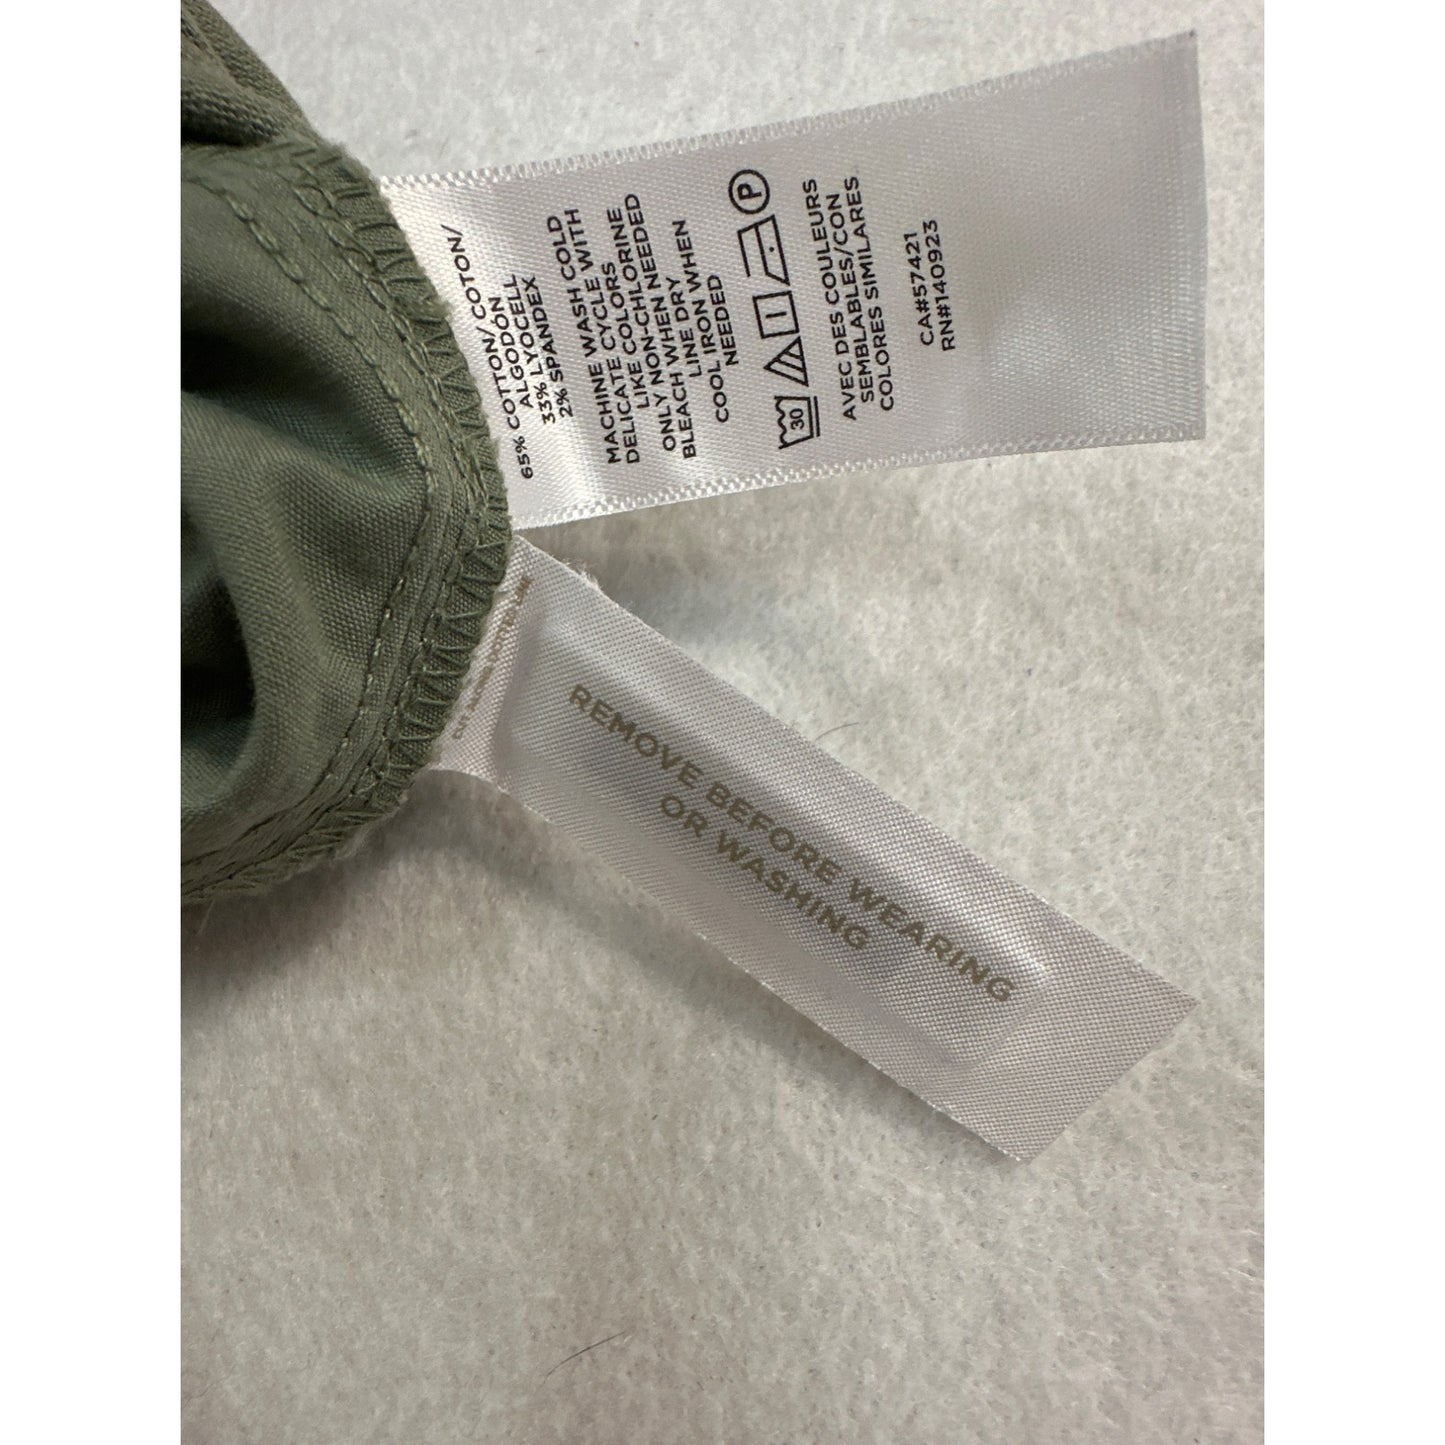 65% COTTON/ COTON/
ALGODON
33% LYOCELL
2% SPANDEX
MACHINE WASH COLD
DELICATE CYCLE WITH
LIKE COLORS
ONLY NON-CHLORINE
BLEACH WHEN NEEDED
LINE DRY
COOL IRON WHEN
NEEDED
30
P
AVEC DES COULEURS
SEMBLABLES/CON
COLORES SIMILARES
CA#57421
RN#140923
REMOVE BEFORE WEARING
OR WASHING